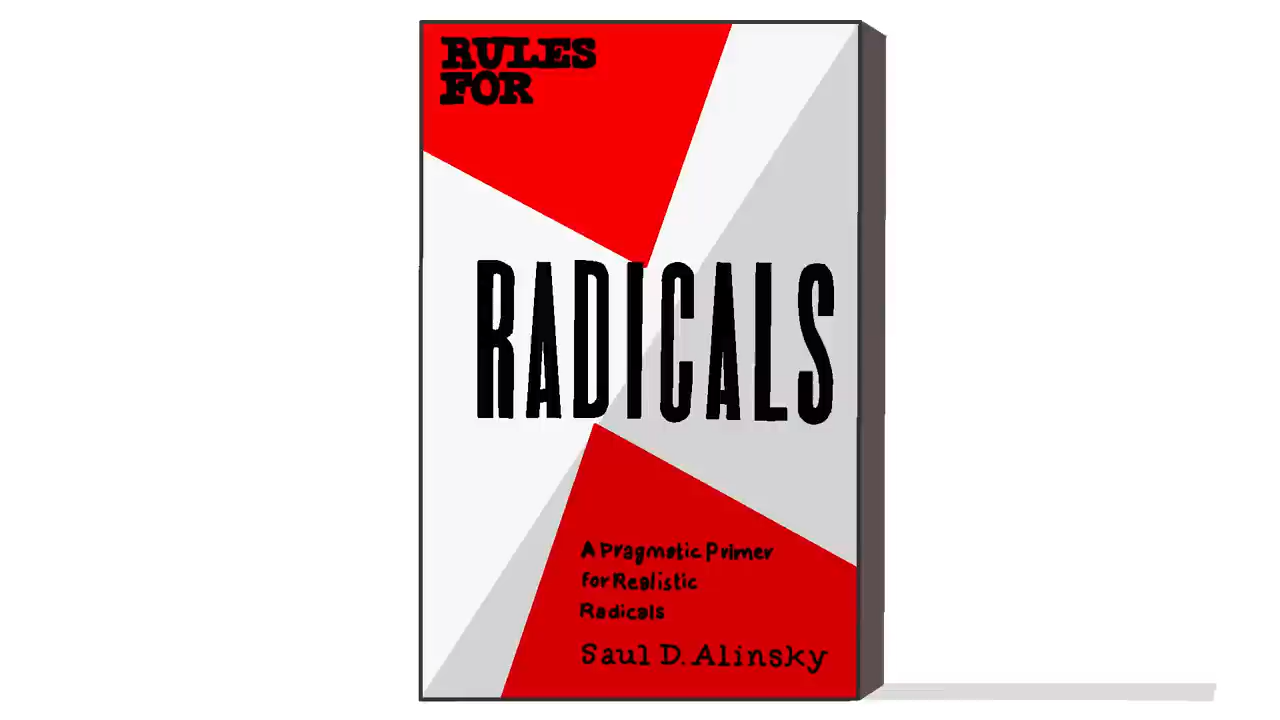 RULES
FOR
RADICALS
A Pragmatic Primer
for Realistic
Radicals
Saul D. Alinsky